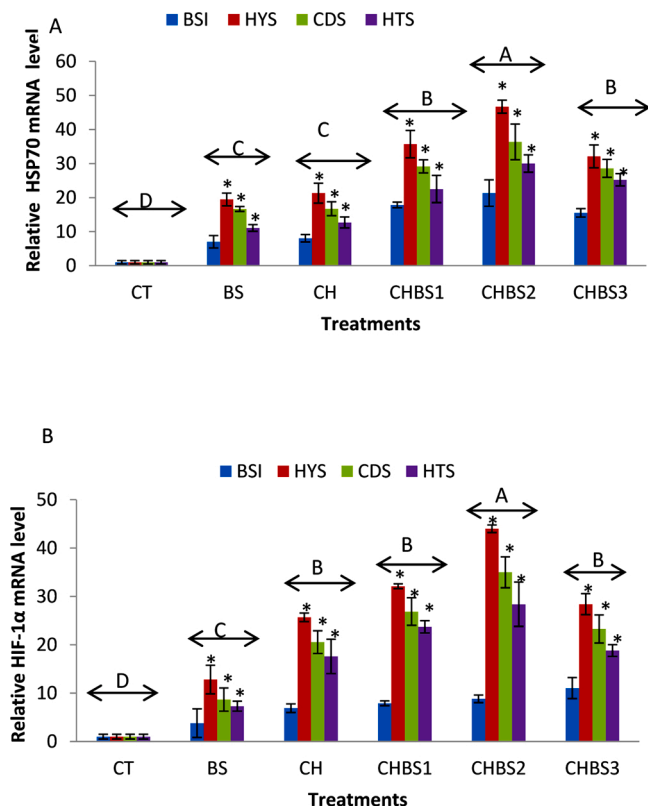 A
BSI HYS CDS HTS
Relative HSP70 mRNA level
60
50
40
30
20
10
0
D
C
C
B
A
B
* * *
* * *
* * *
* * *
* * *
CT BS CH CHBS1 CHBS2 CHBS3
Treatments
B
BSI HYS CDS HTS
Relative HIF-1α mRNA level
50
40
30
20
10
0
D
C
B
B
A
B
* * *
* * *
* * *
* * *
* * *
CT BS CH CHBS1 CHBS2 CHBS3
Treatments